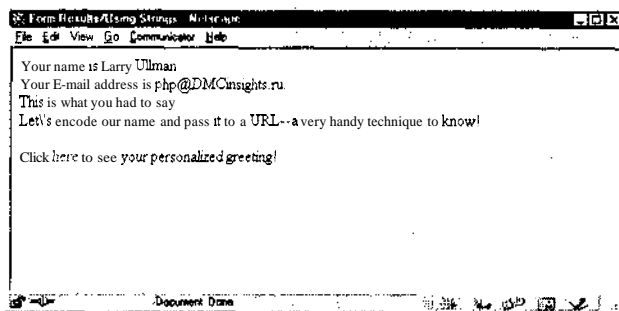 Form Results/Using Strings - Netscape
File Edit View Go Communicator Help
Your name is Larry Ullman
Your E-mail address is php@DMCinsights.ru.
This is what you had to say
Let\'s encode our name and pass it to a URL--a very handy technique to know!
Click here to see your personalized greeting!
Document Done